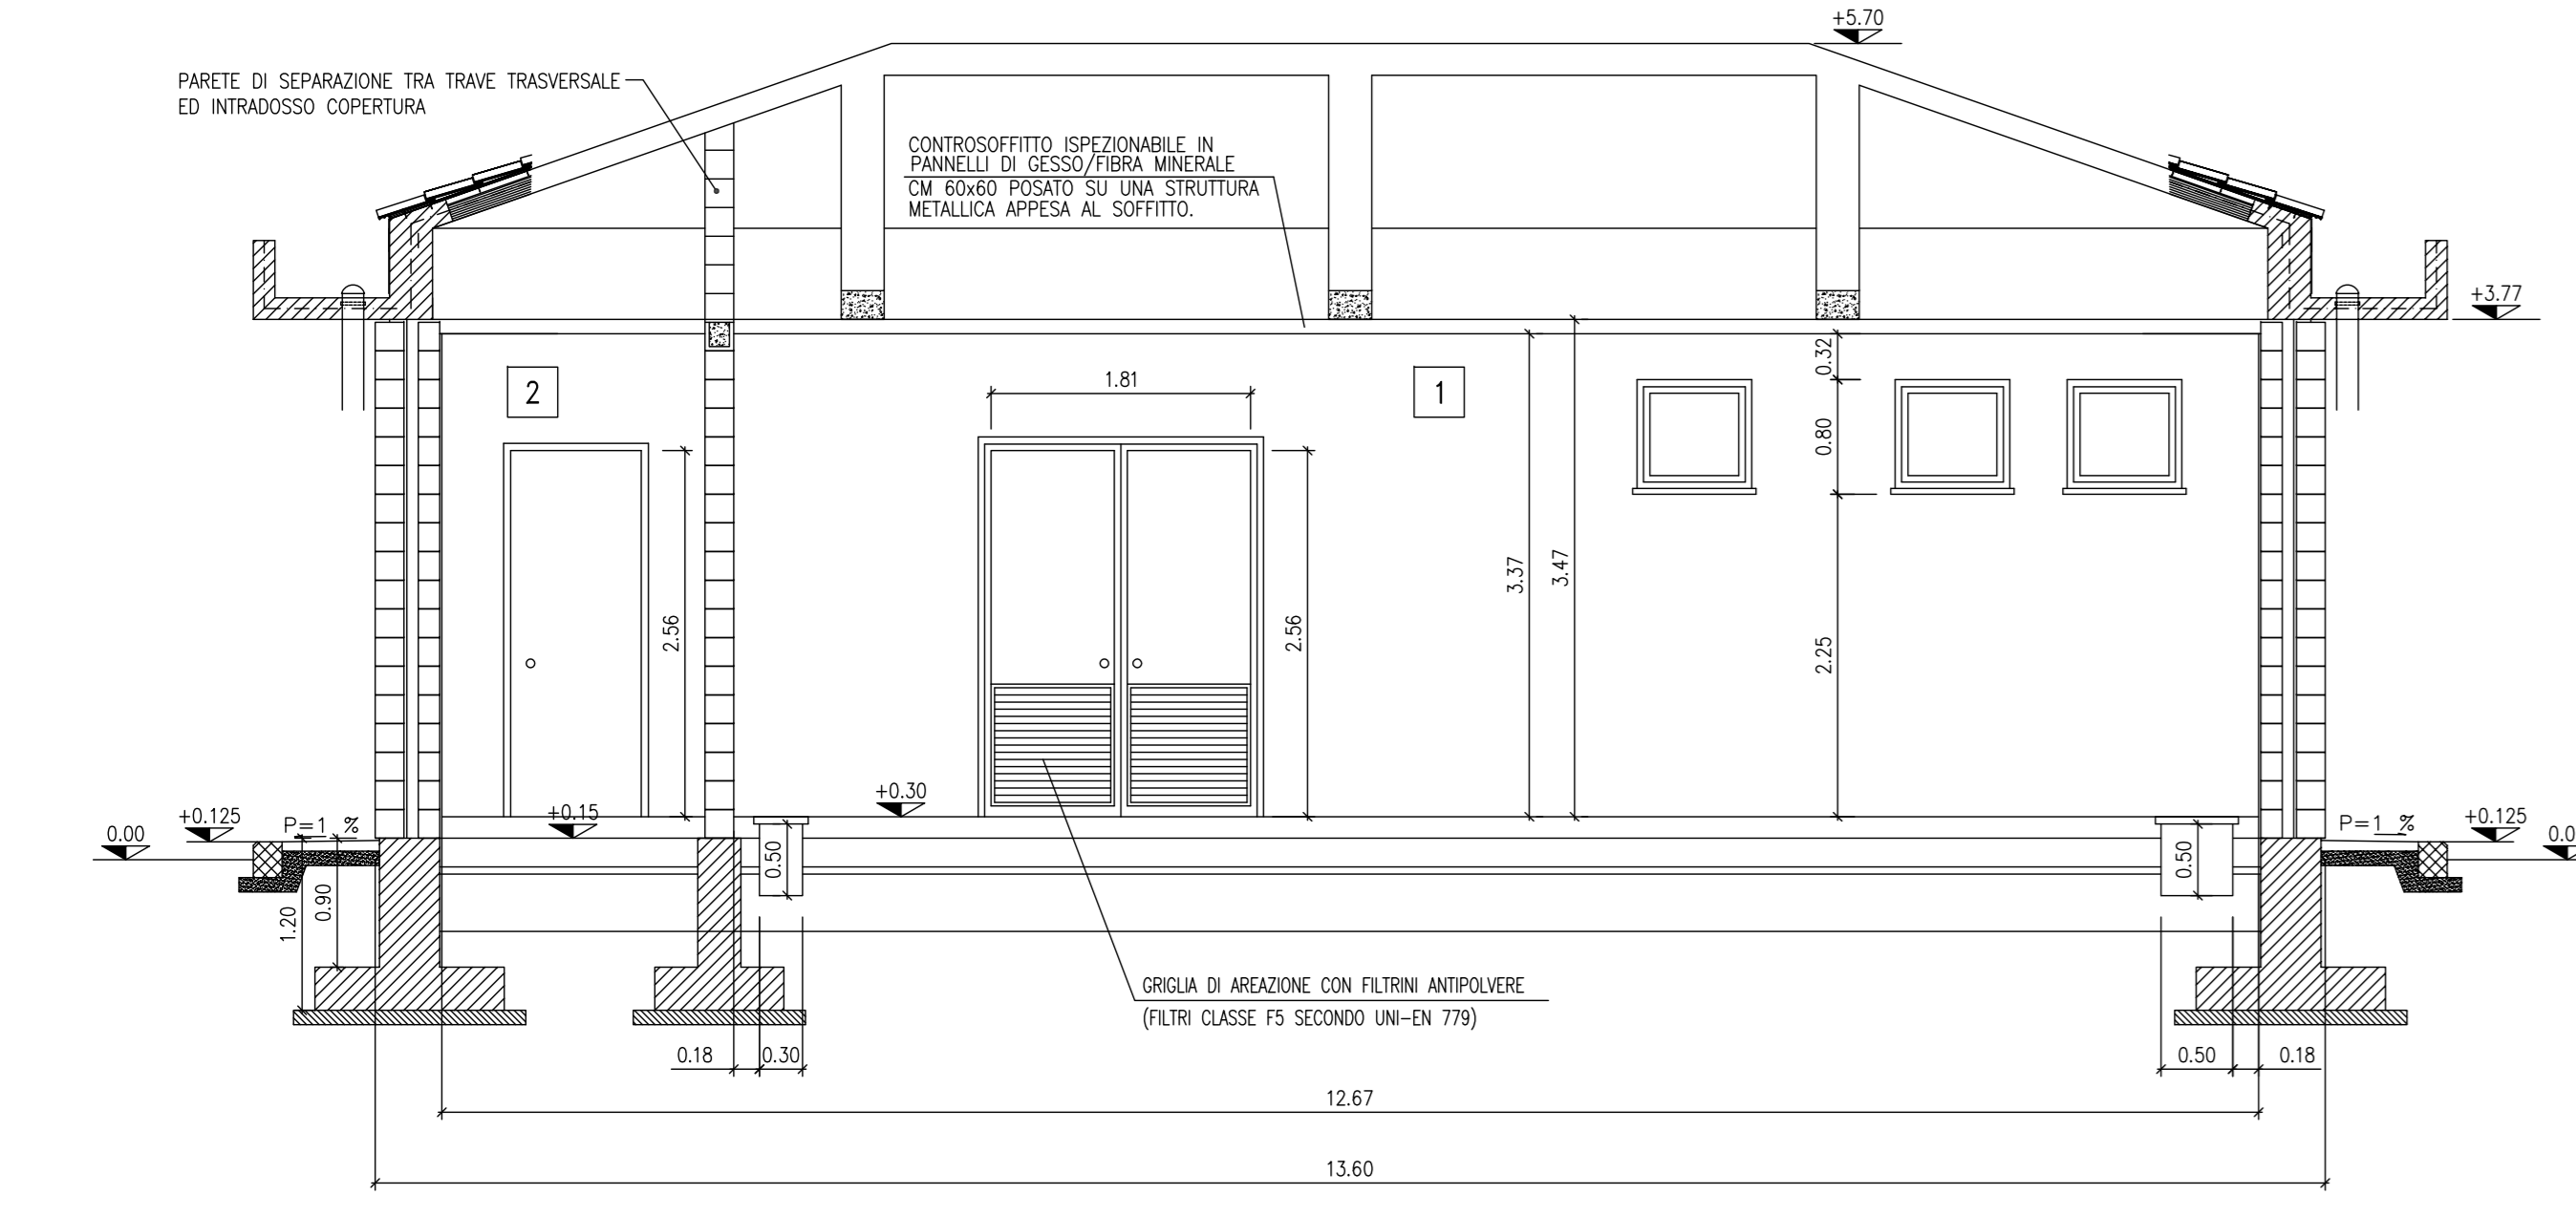 +5.70
PARETE DI SEPARAZIONE TRA TRAVE TRASVERSALE
ED INTRADOSSO COPERTURA
CONTROSOFFITTO ISPEZIONABILE IN
PANNELLI DI GESSO/FIBRA MINERALE
CM 60x60 POSATO SU UNA STRUTTURA
METALLICA APPESA AL SOFFITTO.
+3.77
0.32
2
1.81
1
0.80
3.37
3.47
2.56
2.56
2.25
+0.30
+0.15
0.00
+0.125
P=1 %
P=1 %
+0.125
0.0
0.50
0.50
1.20
0.90
GRIGLIA DI AREAZIONE CON FILTRINI ANTIPOLVERE
(FILTRI CLASSE F5 SECONDO UNI-EN 779)
0.18
0.30
0.50
0.18
12.67
13.60